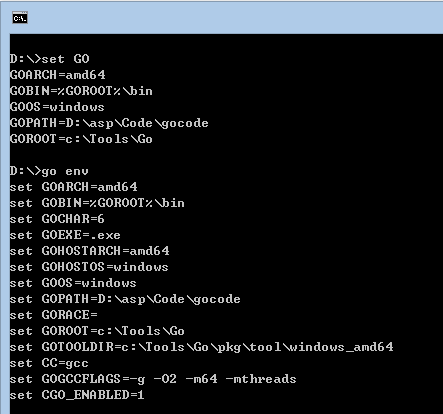 C:\.
D:\>set GO
GOARCH=amd64
GOBIN=%GOROOT%\bin
GOOS=windows
GOPATH=D:\asp\Code\gocode
GOROOT=c:\Tools\Go
D:\>go env
set GOARCH=amd64
set GOBIN=%GOROOT%\bin
set GOCHAR=6
set GOEXE=.exe
set GOHOSTARCH=amd64
set GOHOSTOS=windows
set GOOS=windows
set GOPATH=D:\asp\Code\gocode
set GORACE=
set GOROOT=c:\Tools\Go
set GOTOOLDIR=c:\Tools\Go\pkg\tool\windows_amd64
set CC=gcc
set GOGCCFLAGS=-g -O2 -m64 -mthreads
set CGO_ENABLED=1